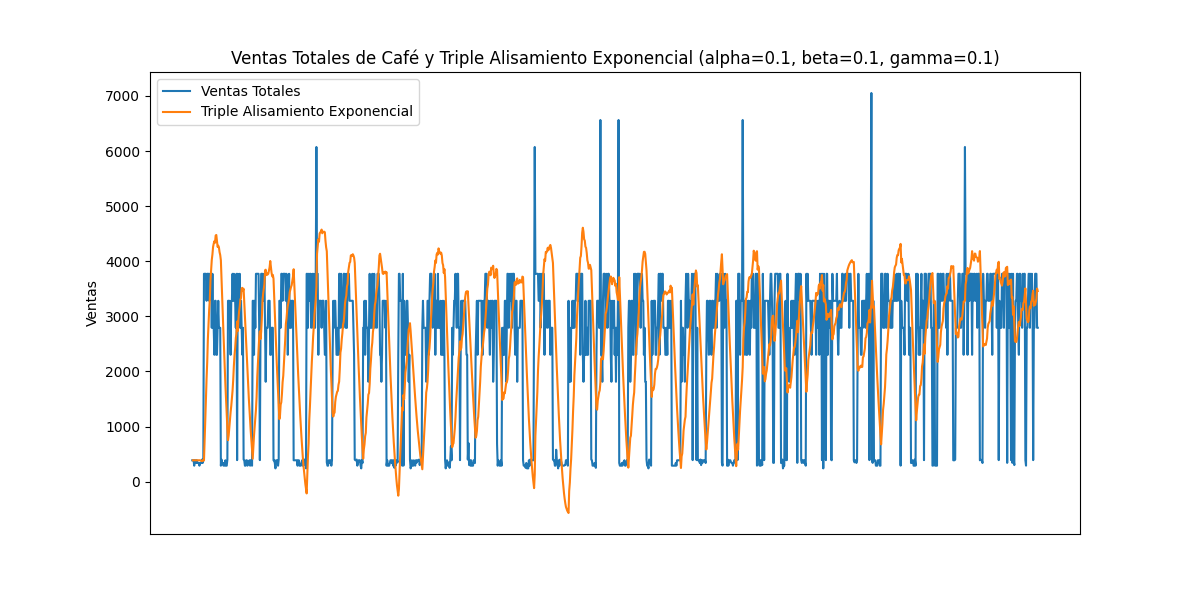 Ventas Totales de Café y Triple Alisamiento Exponencial (alpha=0.1, beta=0.1, gamma=0.1)
Ventas Totales
Triple Alisamiento Exponencial
7000
6000
5000
4000
3000
2000
1000
0
Ventas